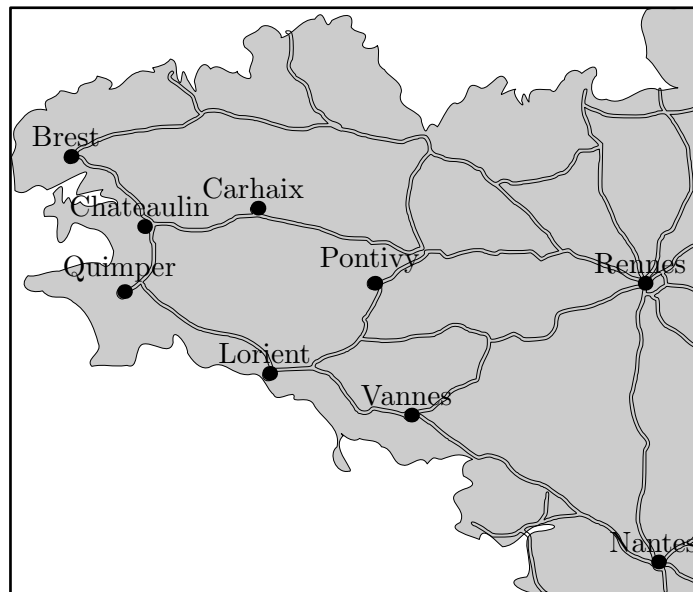 Brest
Carhaix
Chateaulin
Pontivy
Rennes
Quimper
Lorient
Vannes
Nantes